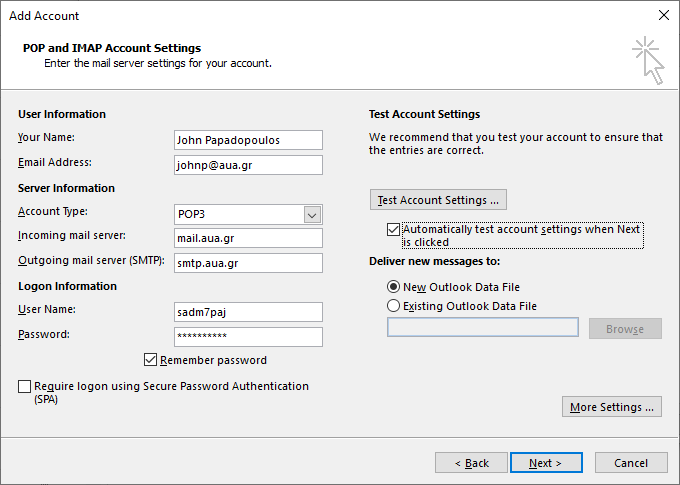 Add Account
POP and IMAP Account Settings
Enter the mail server settings for your account.
User Information
Your Name:
John Papadopoulos
Email Address:
johnp@aua.gr
Server Information
Account Type:
POP3
Incoming mail server:
mail.aua.gr
Outgoing mail server (SMTP):
smtp.aua.gr
Logon Information
User Name:
sadm7paj
Password:
**********
Remember password
Require logon using Secure Password Authentication
(SPA)
Test Account Settings
We recommend that you test your account to ensure that
the entries are correct.
Test Account Settings ...
Automatically test account settings when Next
is clicked
Deliver new messages to:
New Outlook Data File
Existing Outlook Data File
Browse
More Settings ...
< Back
Next >
Cancel